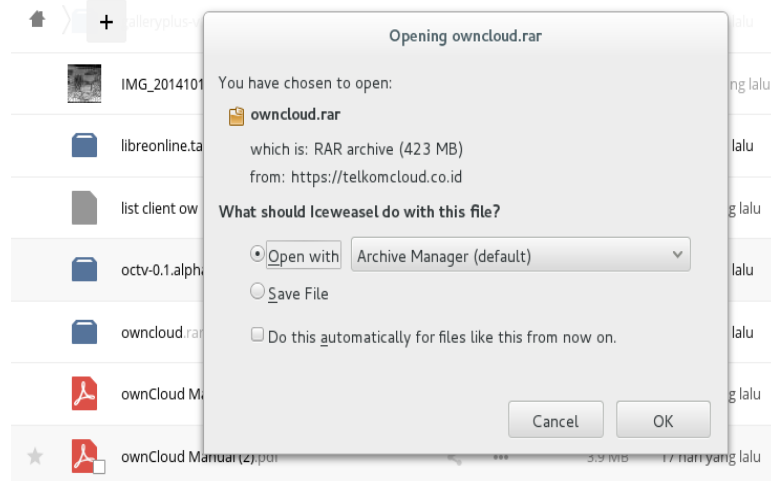 +
galleryplus-v
lalu
Opening owncloud.rar
You have chosen to open:
owncloud.rar
which is: RAR archive (423 MB)
from: https://telkomcloud.co.id
What should Iceweasel do with this file?
Open with
Archive Manager (default)
Save File
Do this automatically for files like this from now on.
Cancel
OK
IMG_2014101
ng lalu
libreonline.ta
lalu
list client ow
g lalu
octv-0.1.alpha
lalu
owncloud.rar
lalu
ownCloud Ma
g lalu
ownCloud Manual (2).pdf
3.9 MB
17 hari yang lalu